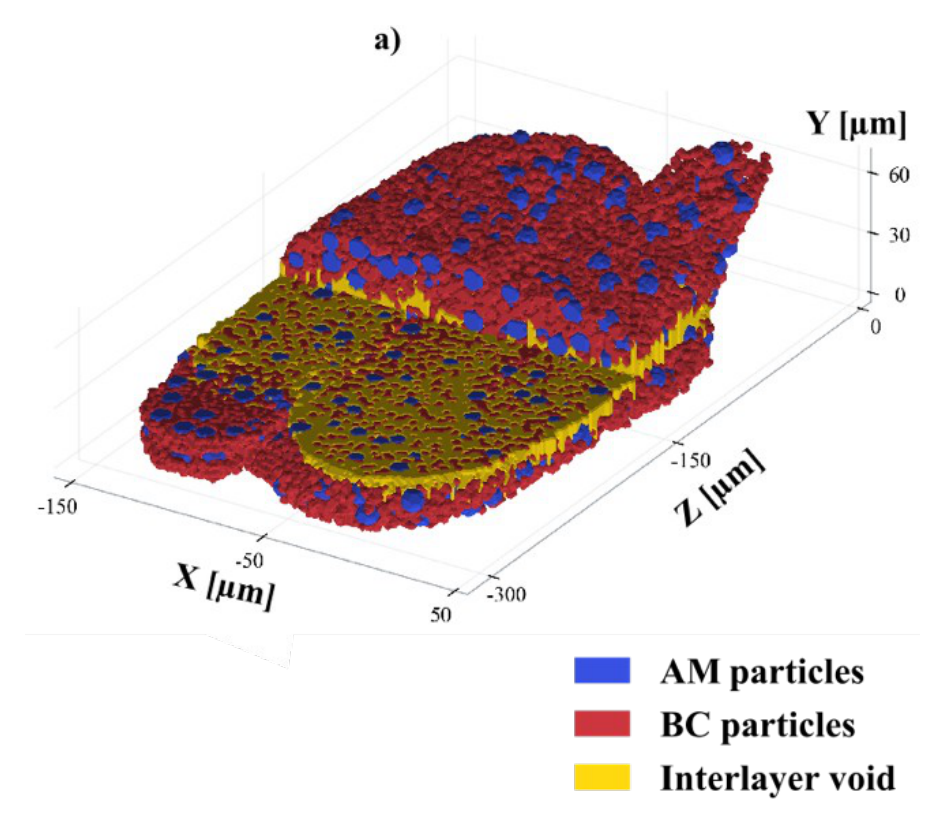 a)
Y [μm]
60
30
0
0
-150
Z [μm]
-300
-150
-50
X [μm]
50
AM particles
BC particles
Interlayer void